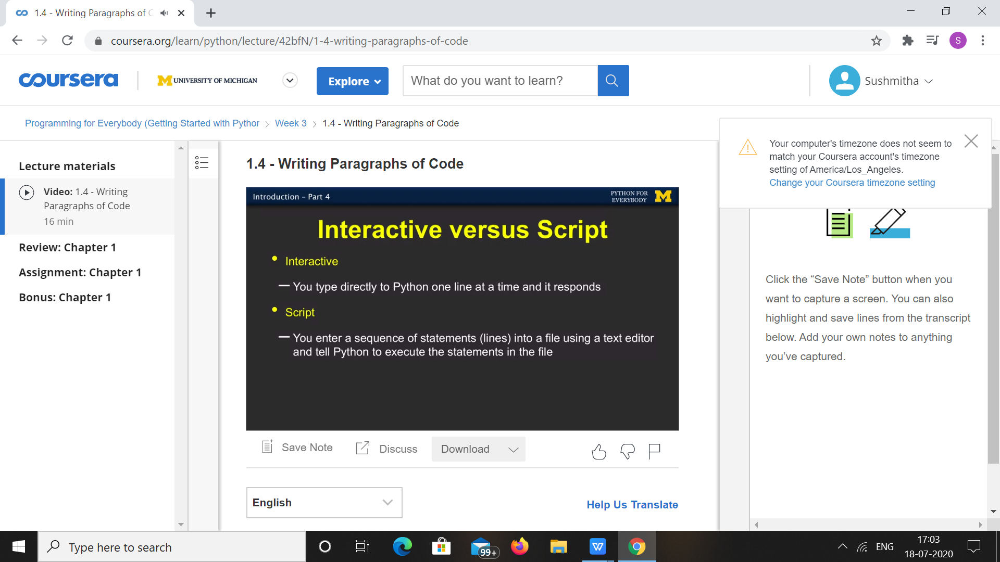 1.4 - Writing Paragraphs of C
coursera.org/learn/python/lecture/42bfN/1-4-writing-paragraphs-of-code
S
coursera
M UNIVERSITY OF MICHIGAN
Explore
What do you want to learn?
Sushmitha
Programming for Everybody (Getting Started with Python
Week 3
1.4 - Writing Paragraphs of Code
Your computer's timezone does not seem to
match your Coursera account's timezone
setting of America/Los_Angeles.
Change your Coursera timezone setting
Lecture materials
Video: 1.4 - Writing
Paragraphs of Code
16 min
Review: Chapter 1
Assignment: Chapter 1
Bonus: Chapter 1
1.4 - Writing Paragraphs of Code
Introduction – Part 4
PYTHON FOR
EVERYBODY
M
Interactive versus Script
• Interactive
— You type directly to Python one line at a time and it responds
• Script
— You enter a sequence of statements (lines) into a file using a text editor
and tell Python to execute the statements in the file
Save Note
Discuss
Download
English
Help Us Translate
Click the “Save Note” button when you
want to capture a screen. You can also
highlight and save lines from the transcript
below. Add your own notes to anything
you’ve captured.
Type here to search
99+
W
ENG
17:03
18-07-2020